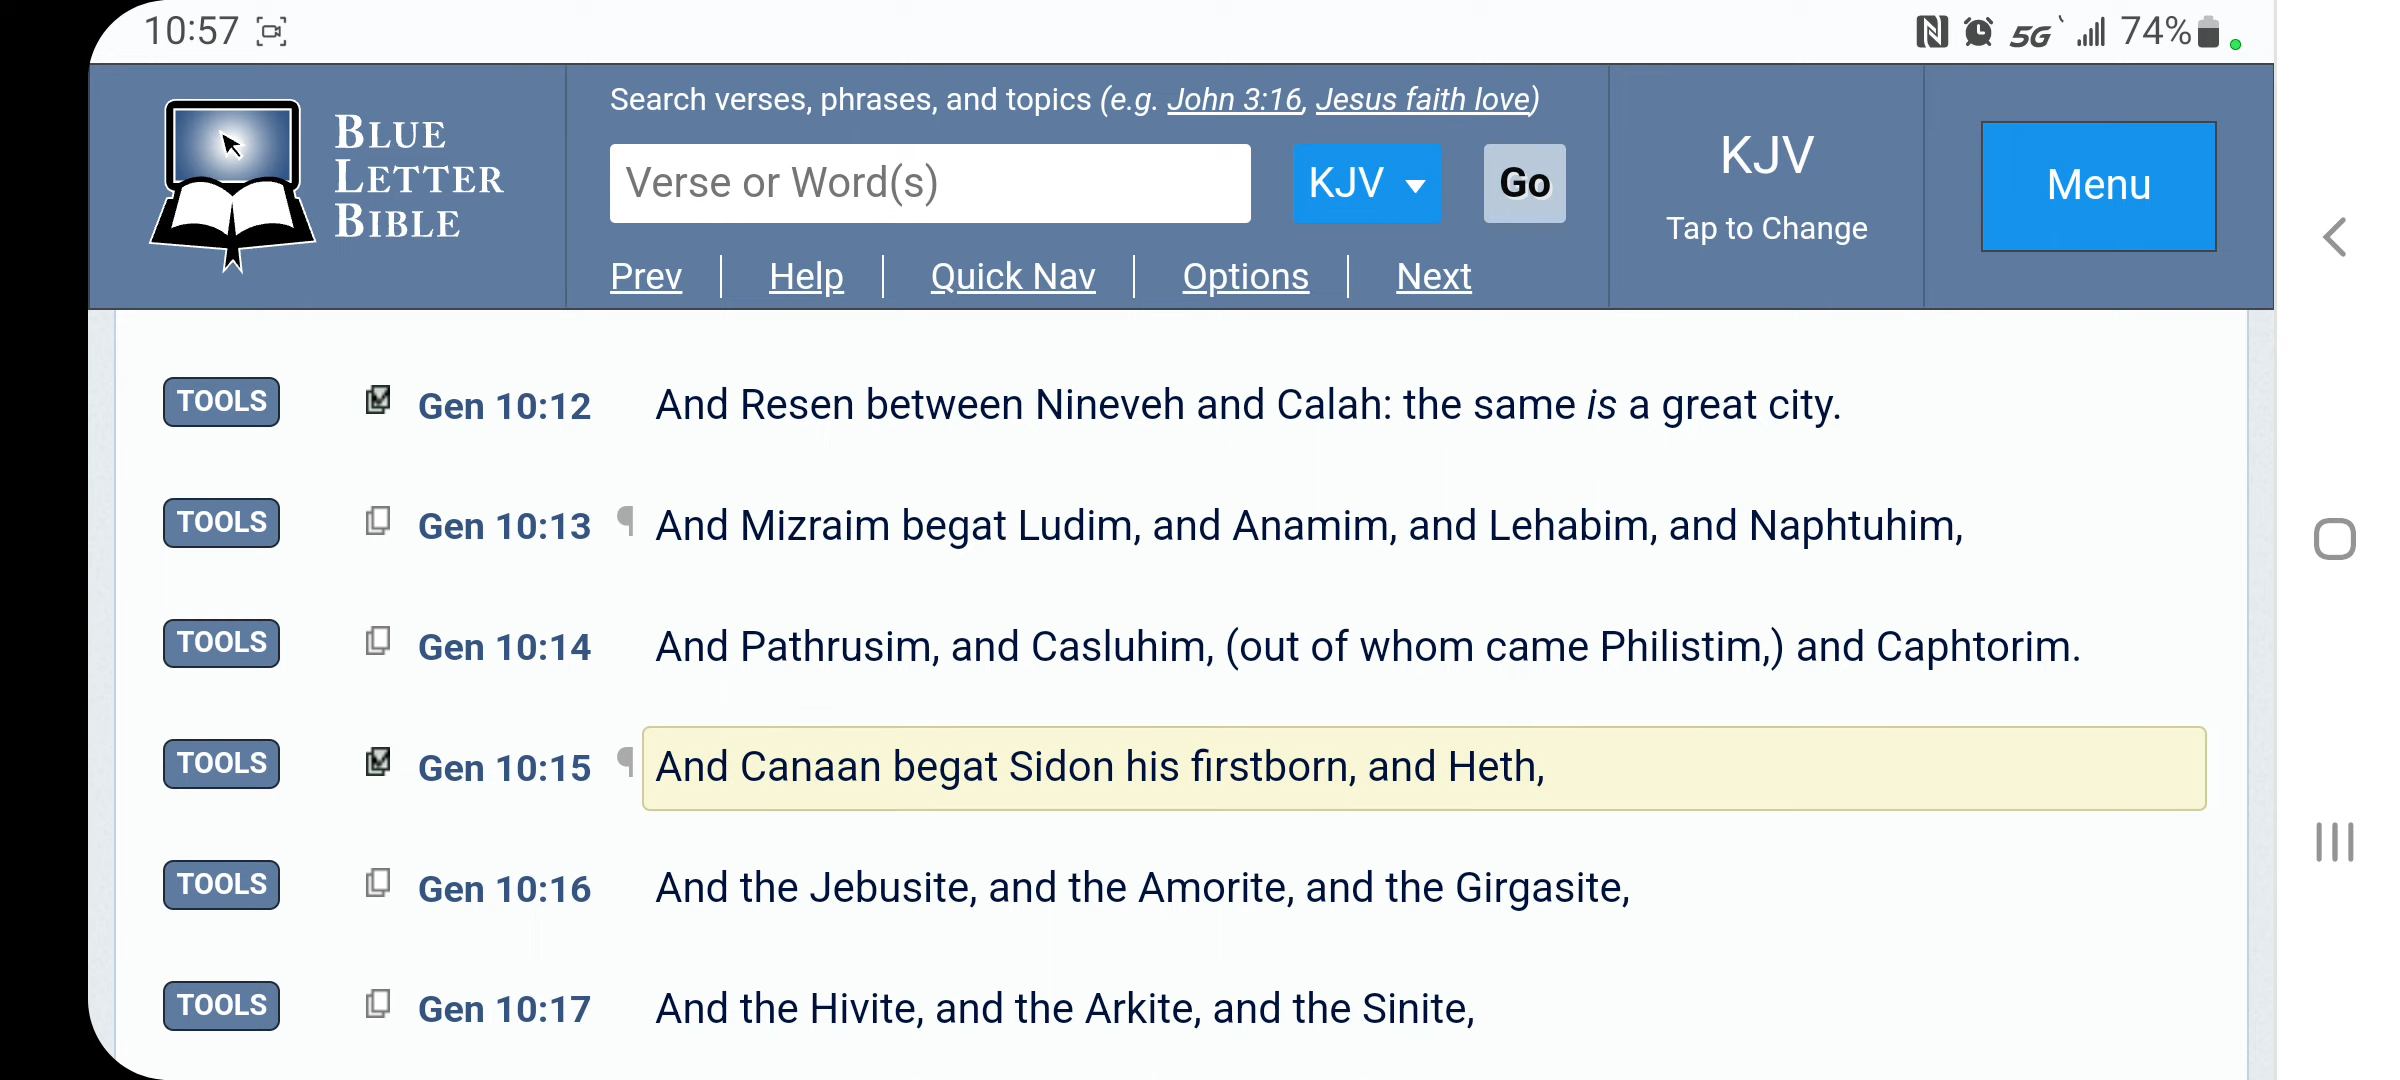 10:57 5G 74%
BLUE
LETTER
BIBLE
Search verses, phrases, and topics (e.g. John 3:16, Jesus faith love)
Verse or Word(s) KJV Go
Prev | Help | Quick Nav | Options | Next
KJV
Tap to Change
Menu
TOOLS Gen 10:12 And Resen between Nineveh and Calah: the same is a great city.
TOOLS Gen 10:13 ¶ And Mizraim begat Ludim, and Anamim, and Lehabim, and Naphtuhim,
TOOLS Gen 10:14 And Pathrusim, and Casluhim, (out of whom came Philistim,) and Caphtorim.
TOOLS Gen 10:15 ¶ And Canaan begat Sidon his firstborn, and Heth,
TOOLS Gen 10:16 And the Jebusite, and the Amorite, and the Girgasite,
TOOLS Gen 10:17 And the Hivite, and the Arkite, and the Sinite,